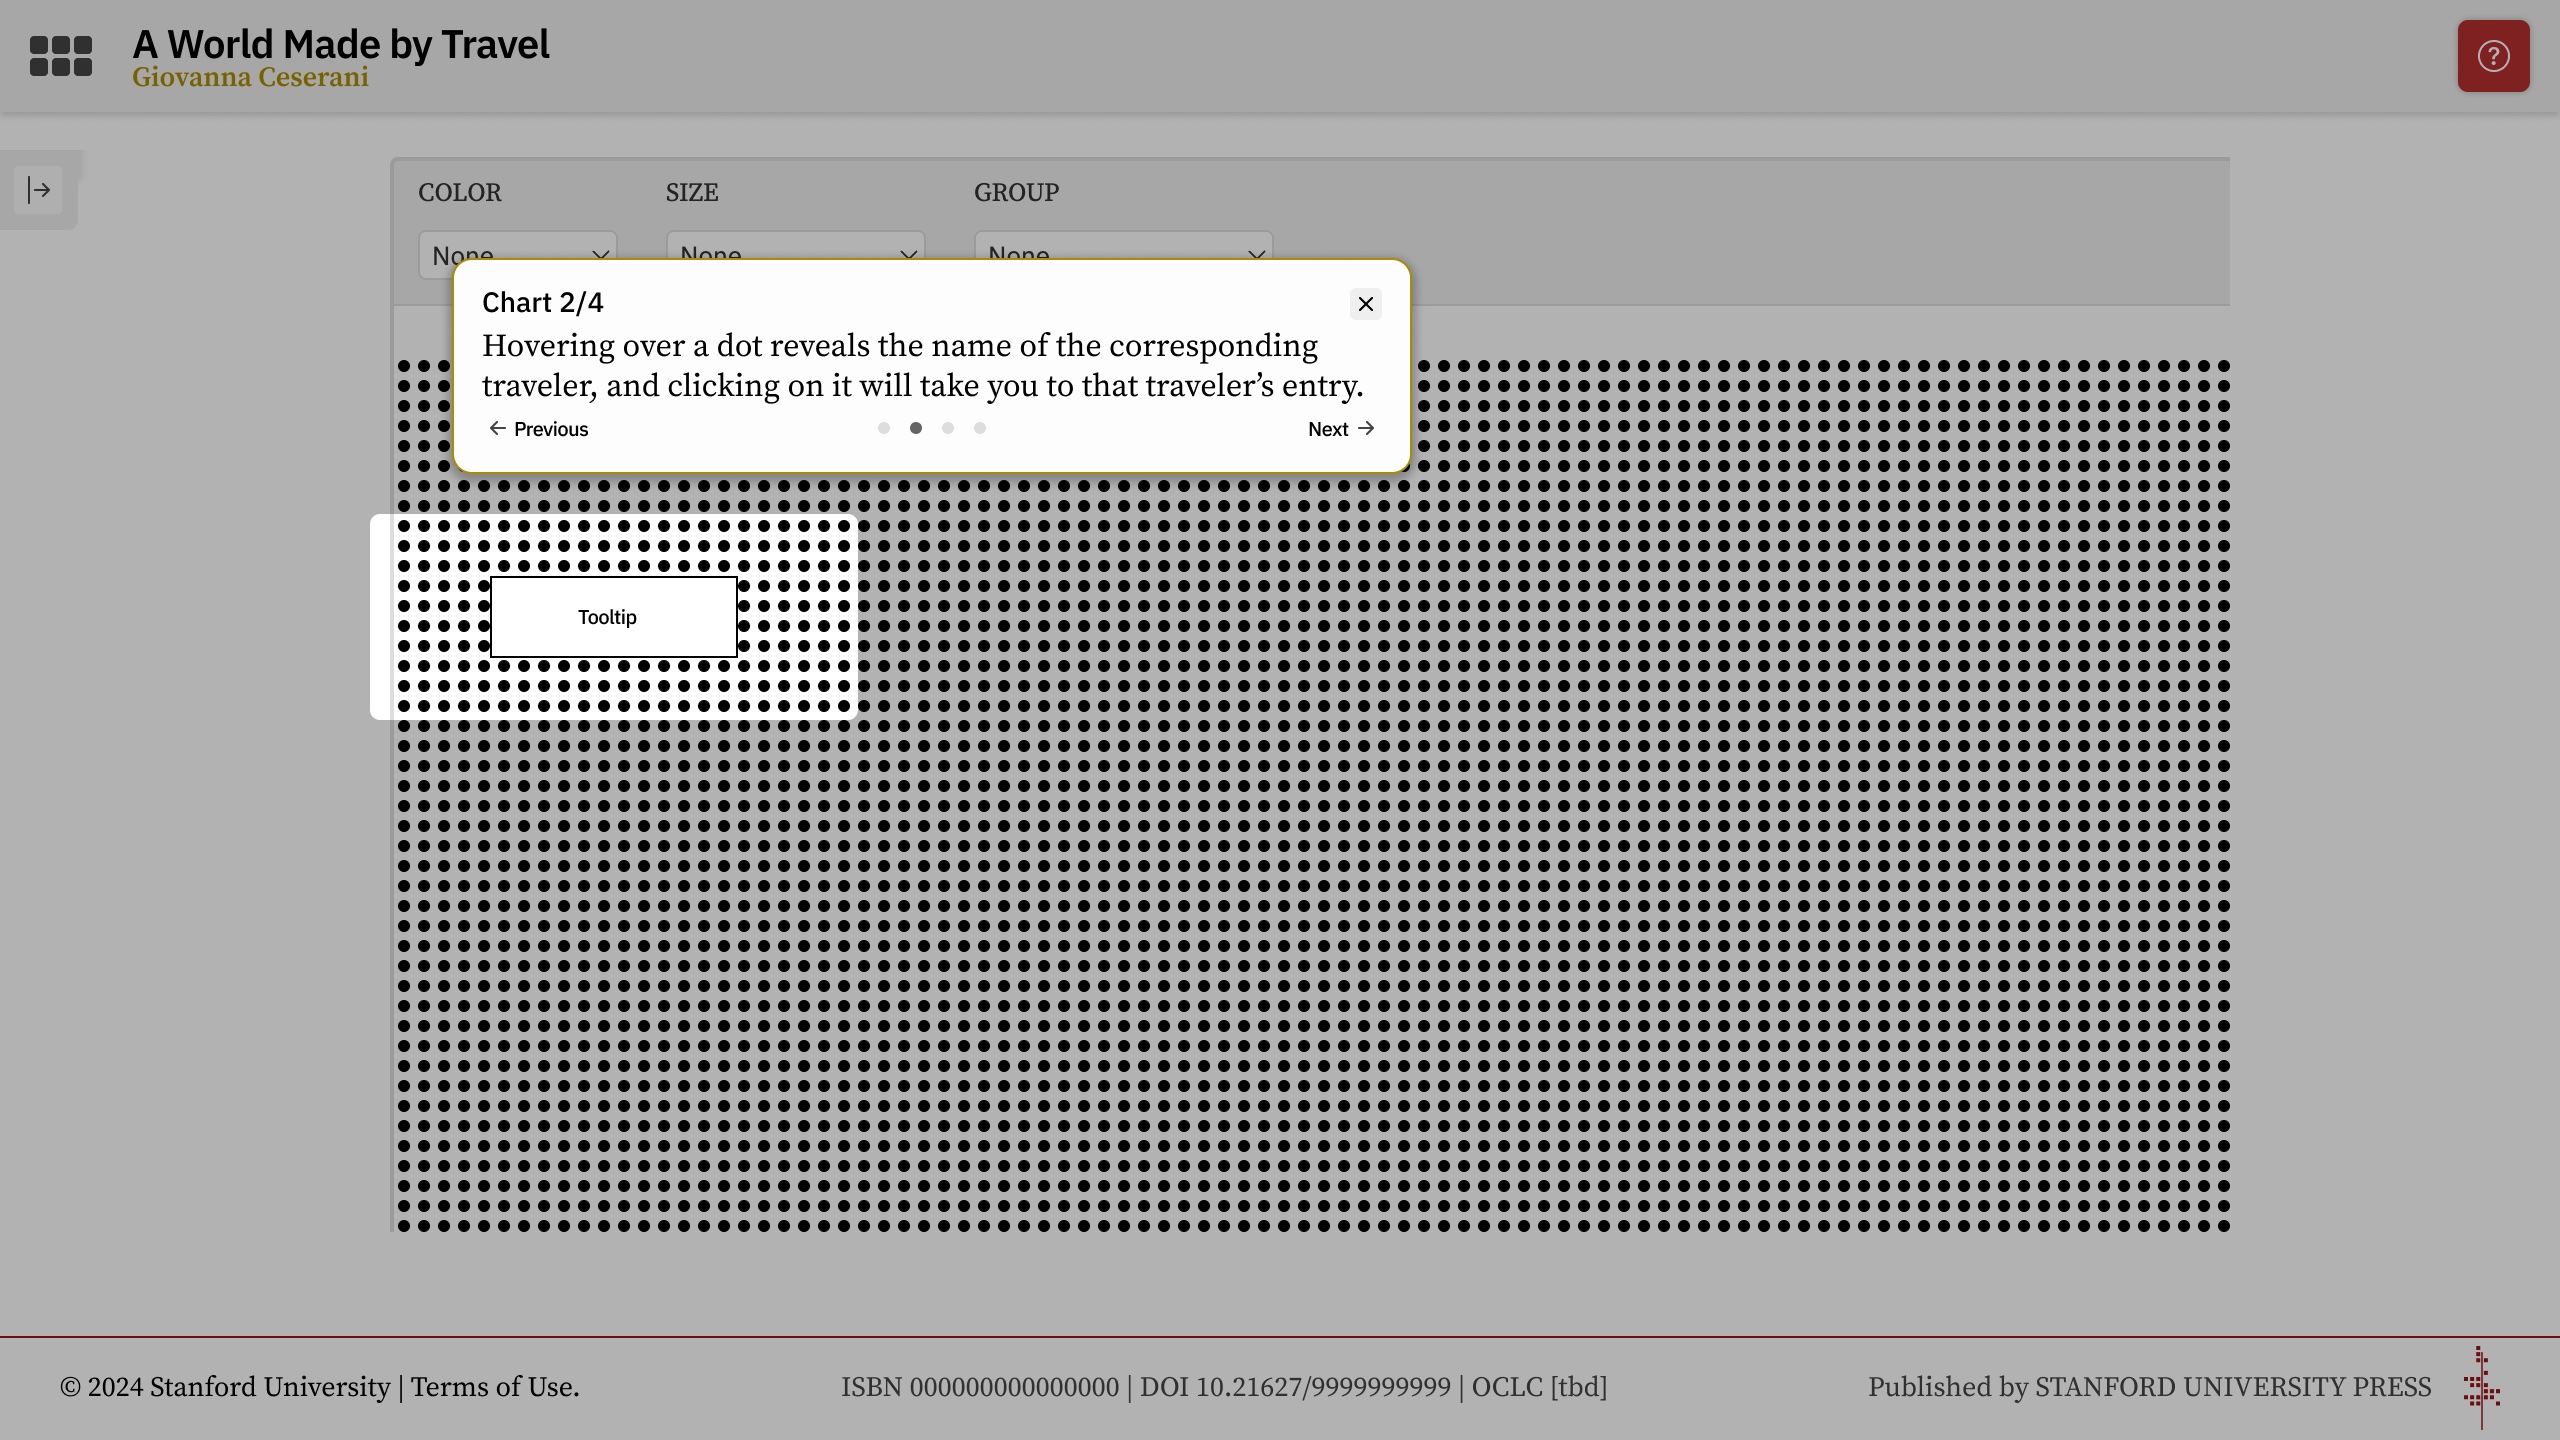 A World Made by Travel
Giovanna Ceserani
COLOR SIZE GROUP
None None None
Chart 2/4
Hovering over a dot reveals the name of the corresponding
traveler, and clicking on it will take you to that traveler’s entry.
Previous Next
Tooltip
© 2024 Stanford University | Terms of Use. ISBN 000000000000000 | DOI 10.21627/9999999999 | OCLC [tbd] Published by STANFORD UNIVERSITY PRESS